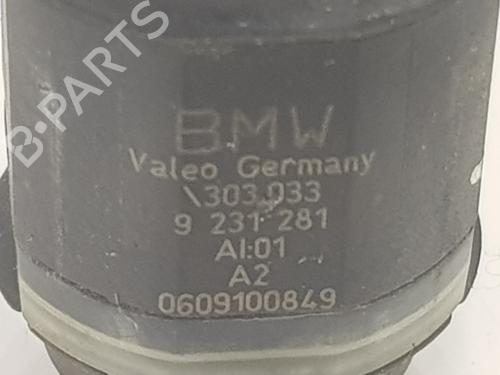 B-PARTS
BMW
Valeo Germany
\303.033
9 231 281
AI:01
A2
0609100849